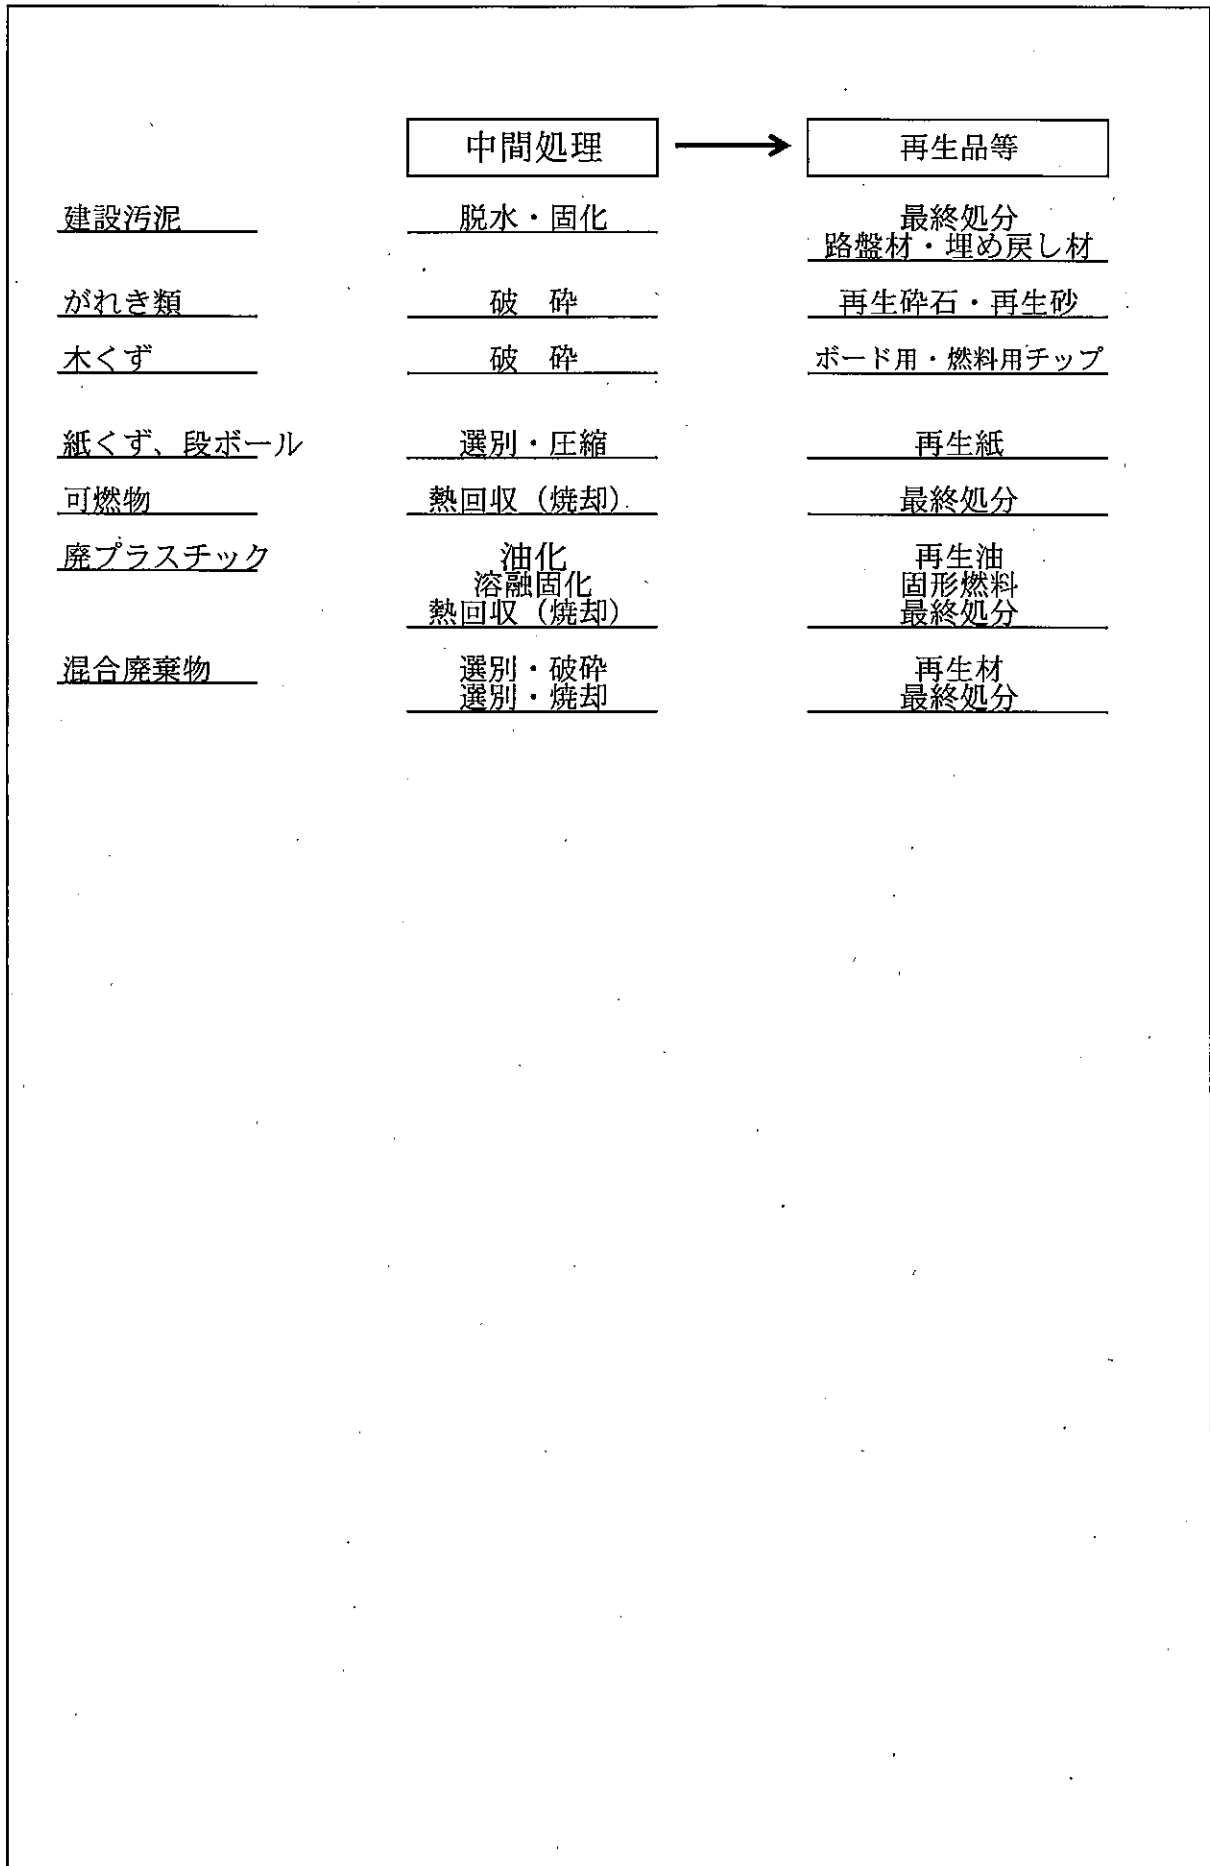 中間処理 → 再生品等
建設汚泥 脱水・固化 最終処分
路盤材・埋め戻し材
がれき類 破 砕 再生砕石・再生砂
木くず 破 砕 ボード用・燃料用チップ
紙くず、段ボール 選別・圧縮 再生紙
可燃物 熱回収（焼却） 最終処分
廃プラスチック 油化 再生油
溶融固化 固形燃料
熱回収（焼却） 最終処分
混合廃棄物 選別・破砕 再生材
選別・焼却 最終処分